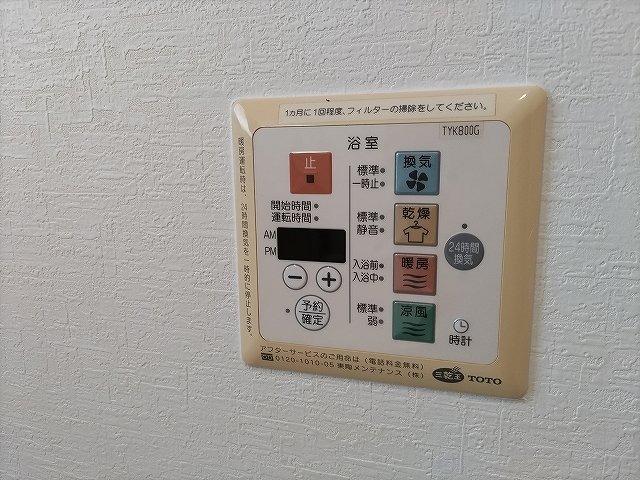 1ヵ月に1回程度、フィルターの掃除をしてください。
TYK800G
浴室
暖房運転時は、24時間換気を一時的に停止します。
止
標準
一時止
換気
開始時間
運転時間
標準
静音
乾燥
AM
PM
24時間
換気
入浴前
入浴中
暖房
予約
確定
標準
弱
涼風
時計
アフターサービスのご用命は（電話料金無料）
0120-1010-05 東陶メンテナンス（株）
三乾王
TOTO